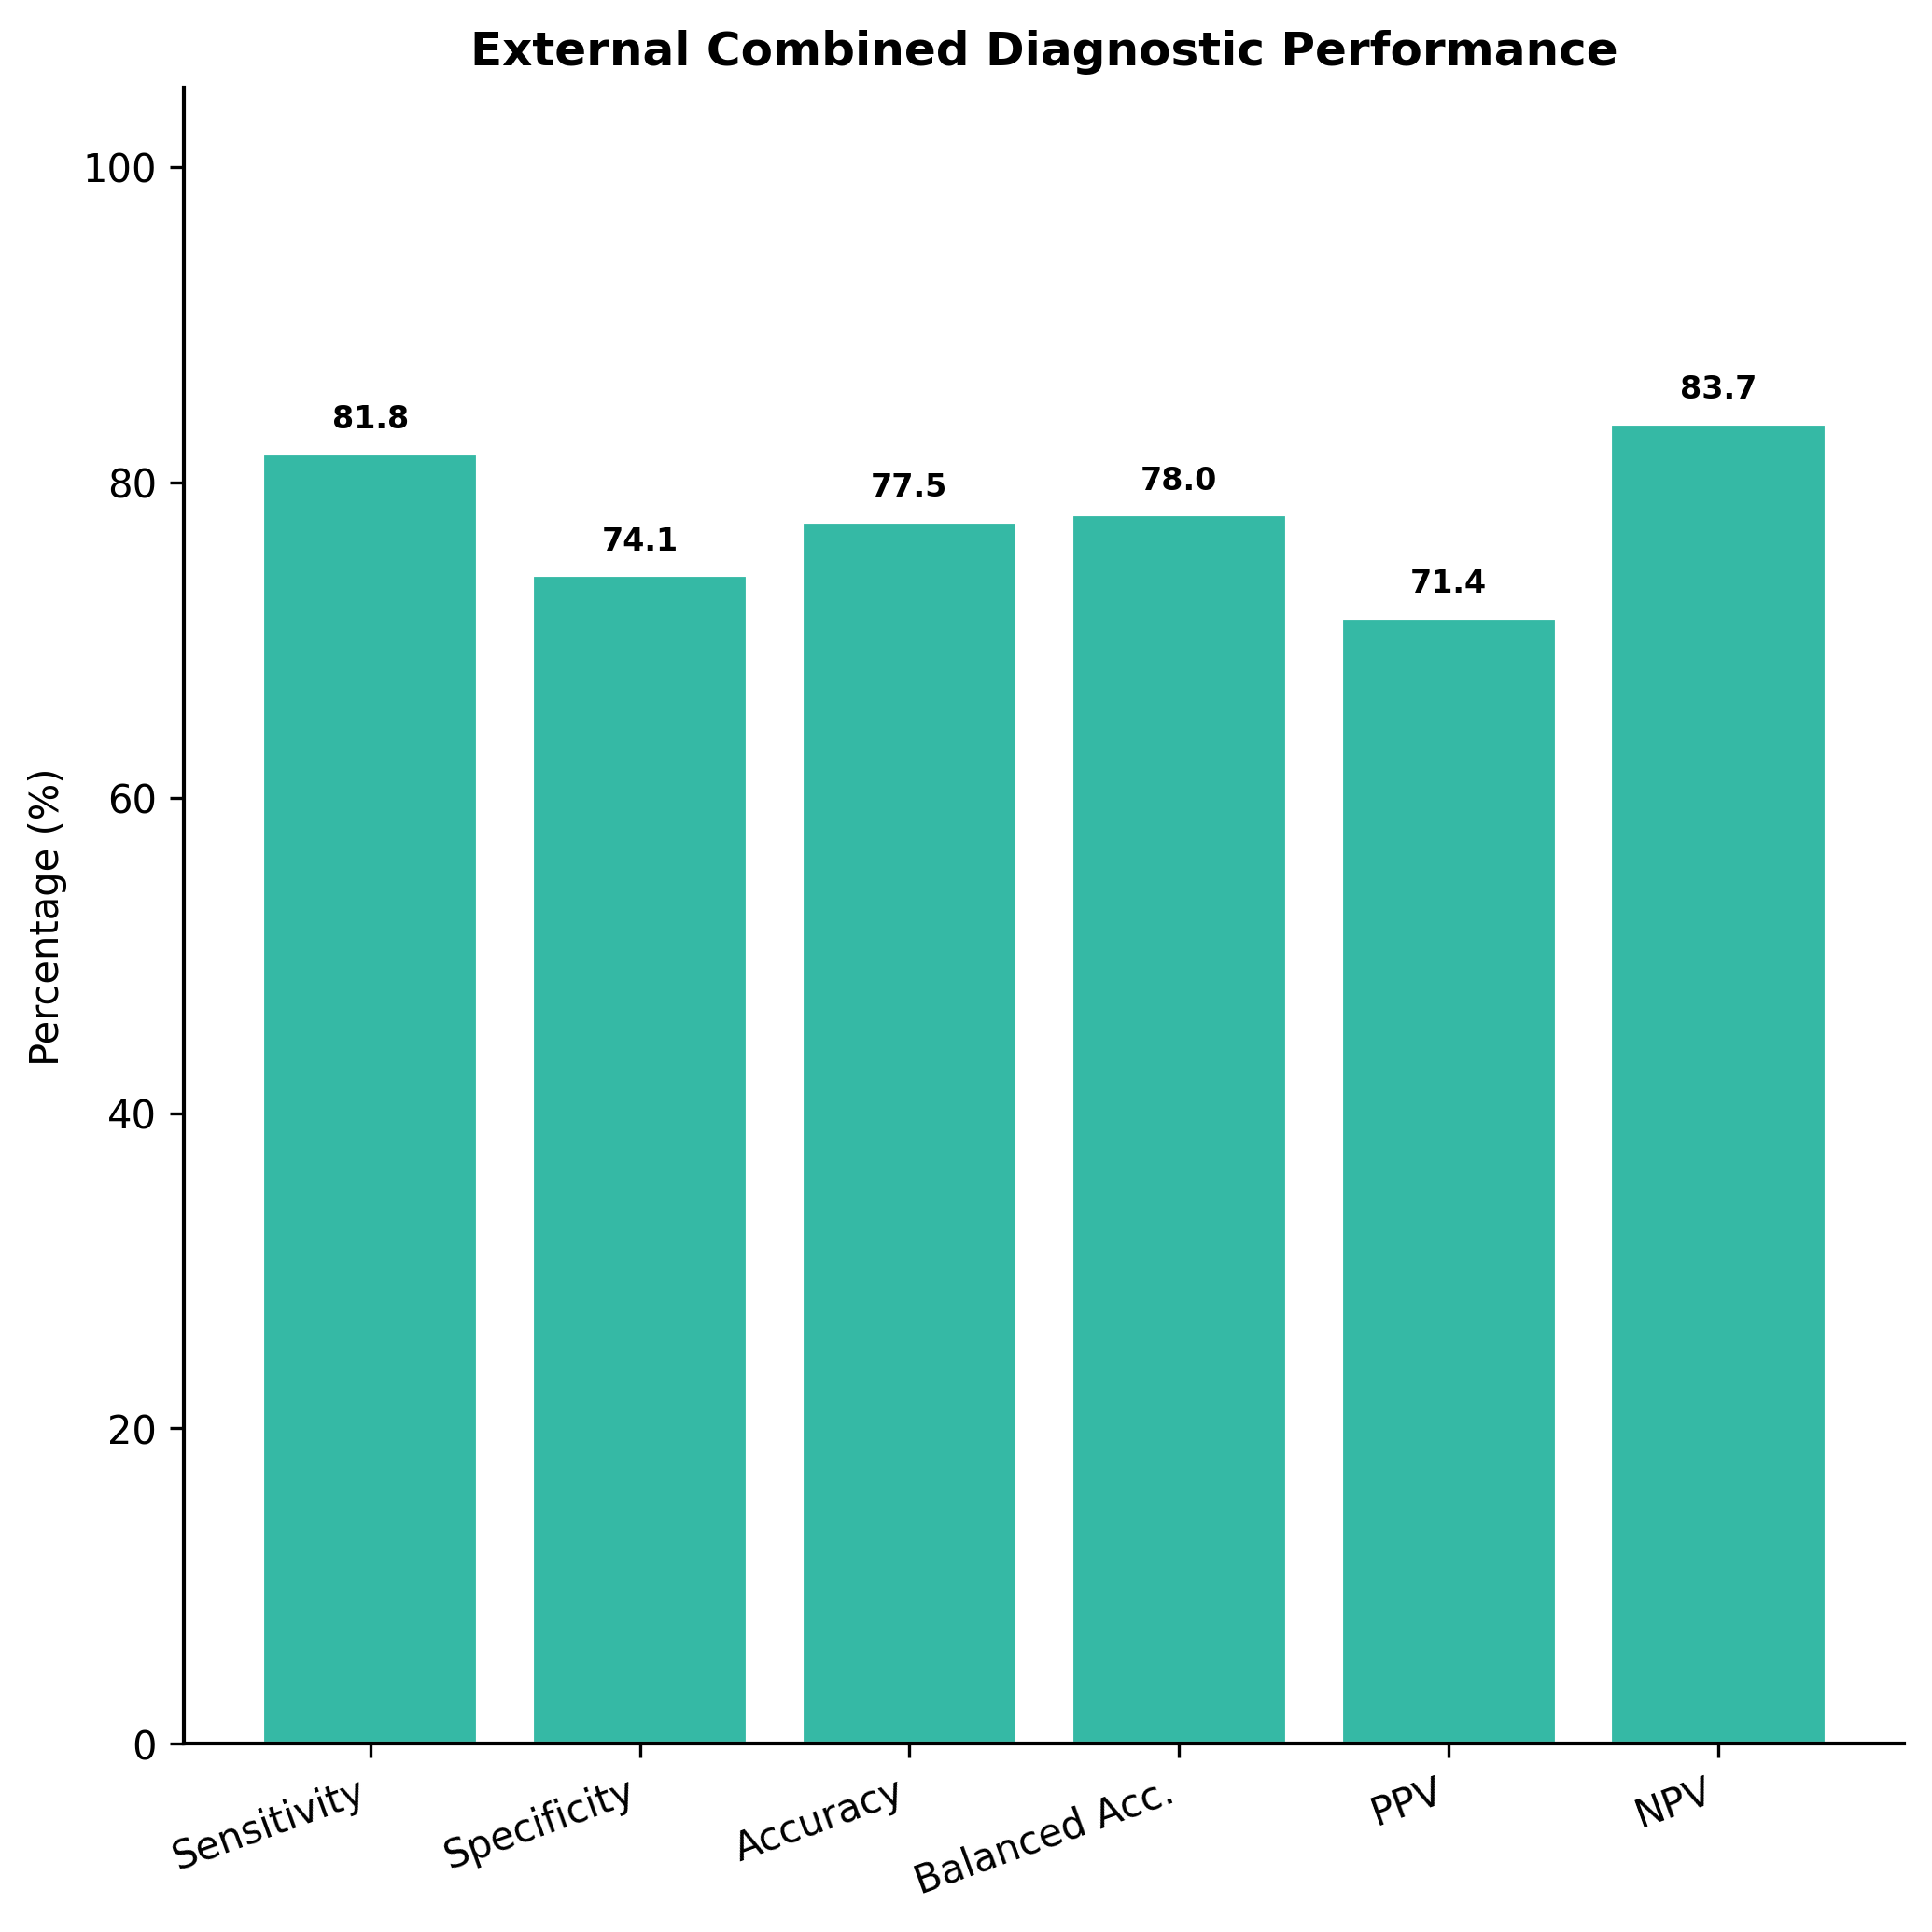 External Combined Diagnostic Performance
Percentage (%)
100
80
60
40
20
0
81.8
74.1
77.5
78.0
71.4
83.7
Sensitivity
Specificity
Accuracy
Balanced Acc.
PPV
NPV